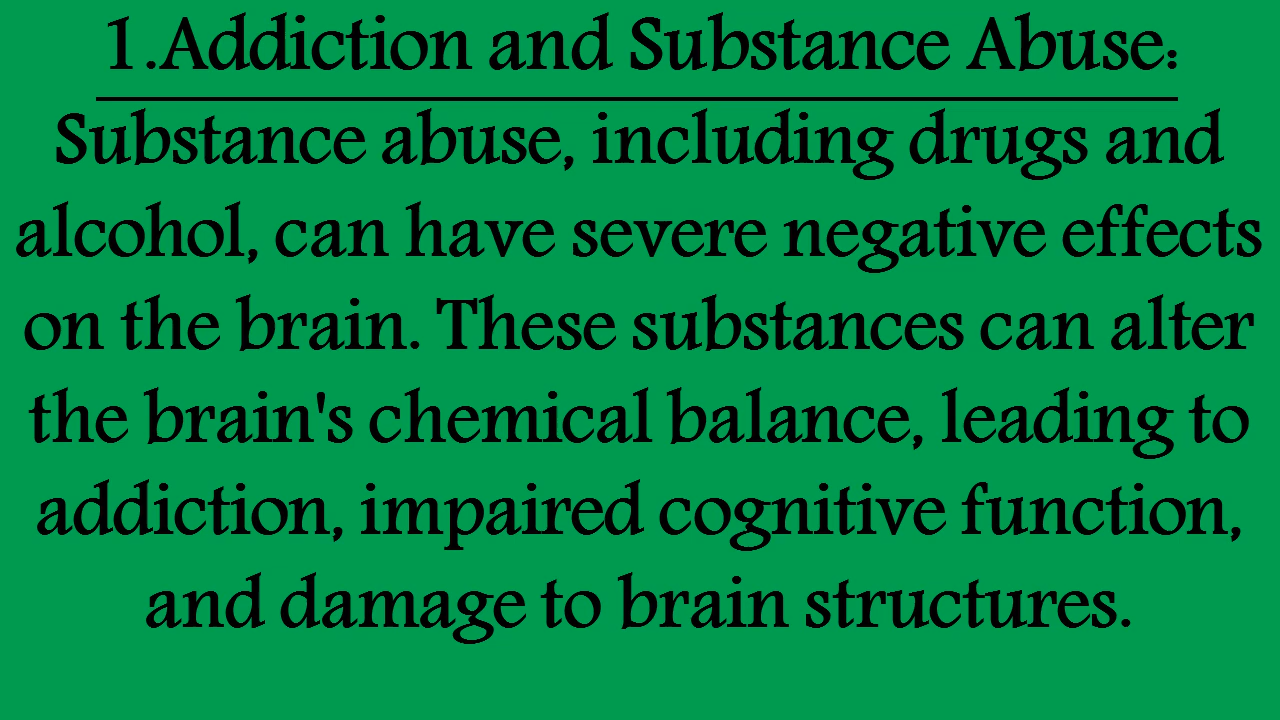 1.Addiction and Substance Abuse:
Substance abuse, including drugs and
alcohol, can have severe negative effects
on the brain. These substances can alter
the brain's chemical balance, leading to
addiction, impaired cognitive function,
and damage to brain structures.